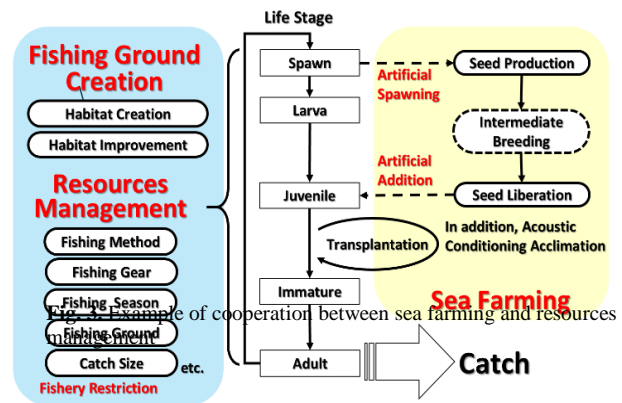 Life Stage
Fishing Ground
Creation
Habitat Creation
Habitat Improvement
Resources
Management
Fishing Method
Fishing Gear
Fishing Season
Fishing Ground
Catch Size
etc.
Fishery Restriction
Spawn
Larva
Juvenile
Transplantation
Immature
Adult
Artificial
Spawning
Artificial
Addition
Seed Production
Intermediate
Breeding
Seed Liberation
In addition, Acoustic
Conditioning Acclimation
Sea Farming
Catch
Fig. 3. Example of cooperation between sea farming and resources
management